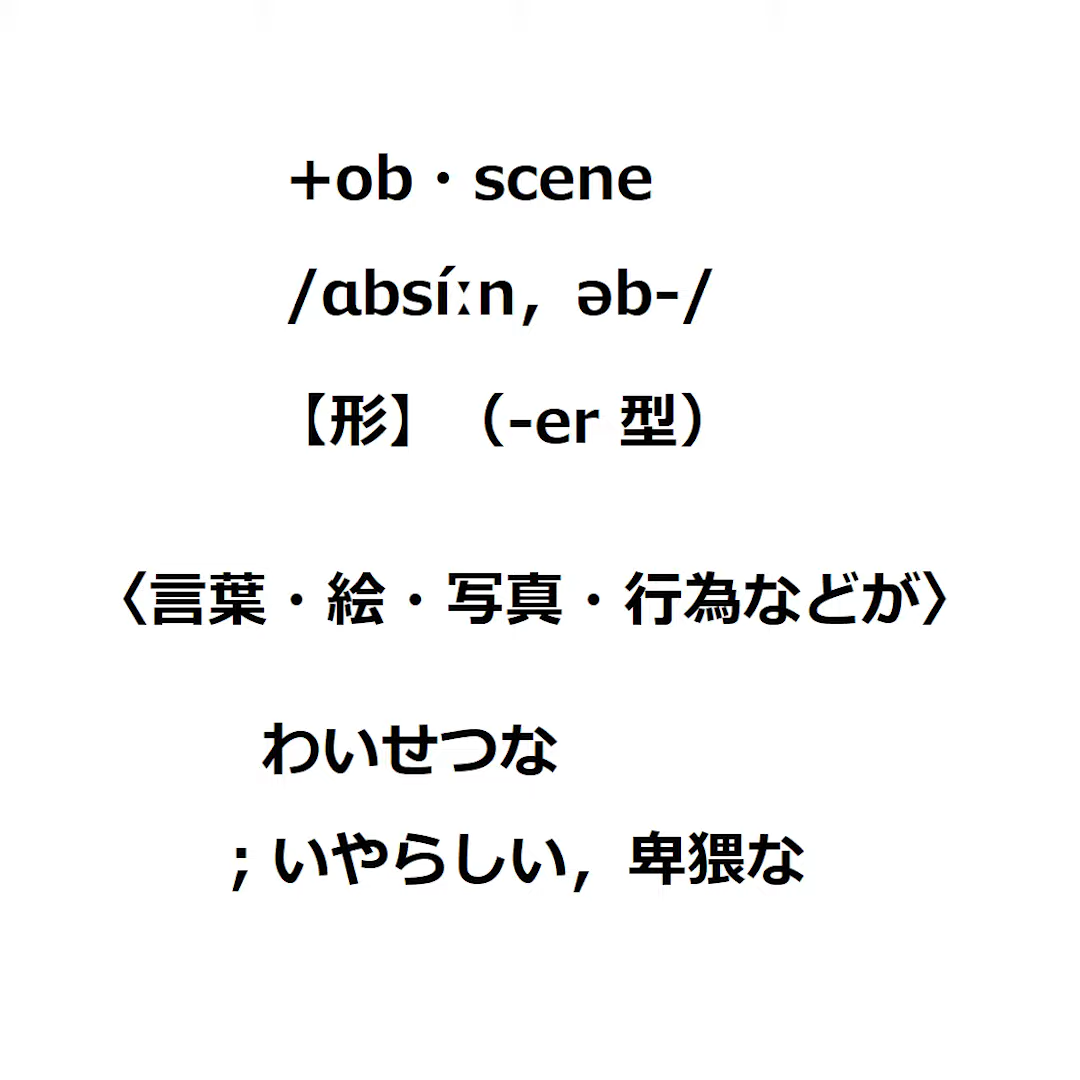 +ob・scene
/ɑbsíːn, əb-/
【形】（-er 型）
〈言葉・絵・写真・行為などが〉
わいせつな
；いやらしい，卑猥な